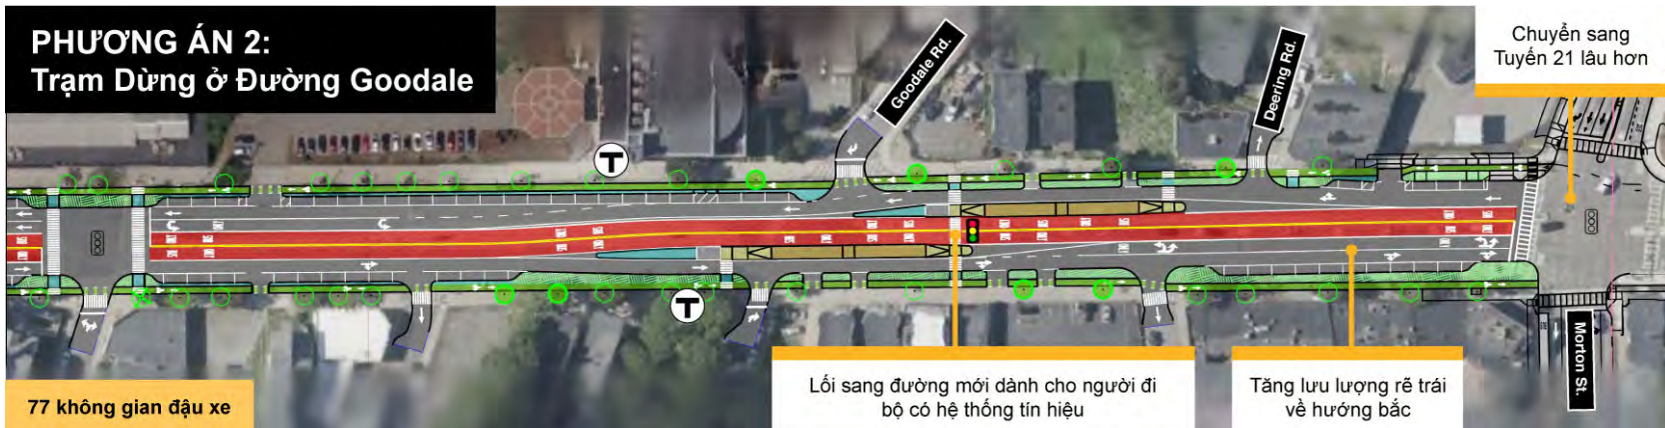 PHƯƠNG ÁN 2:
Trạm Dừng ở Đường Goodale
Goodale Rd.
Deering Rd.
Chuyển sang
Tuyến 21 lâu hơn
T
T
Morton St.
77 không gian đậu xe
Lối sang đường mới dành cho người đi
bộ có hệ thống tín hiệu
Tăng lưu lượng rẽ trái
về hướng bắc